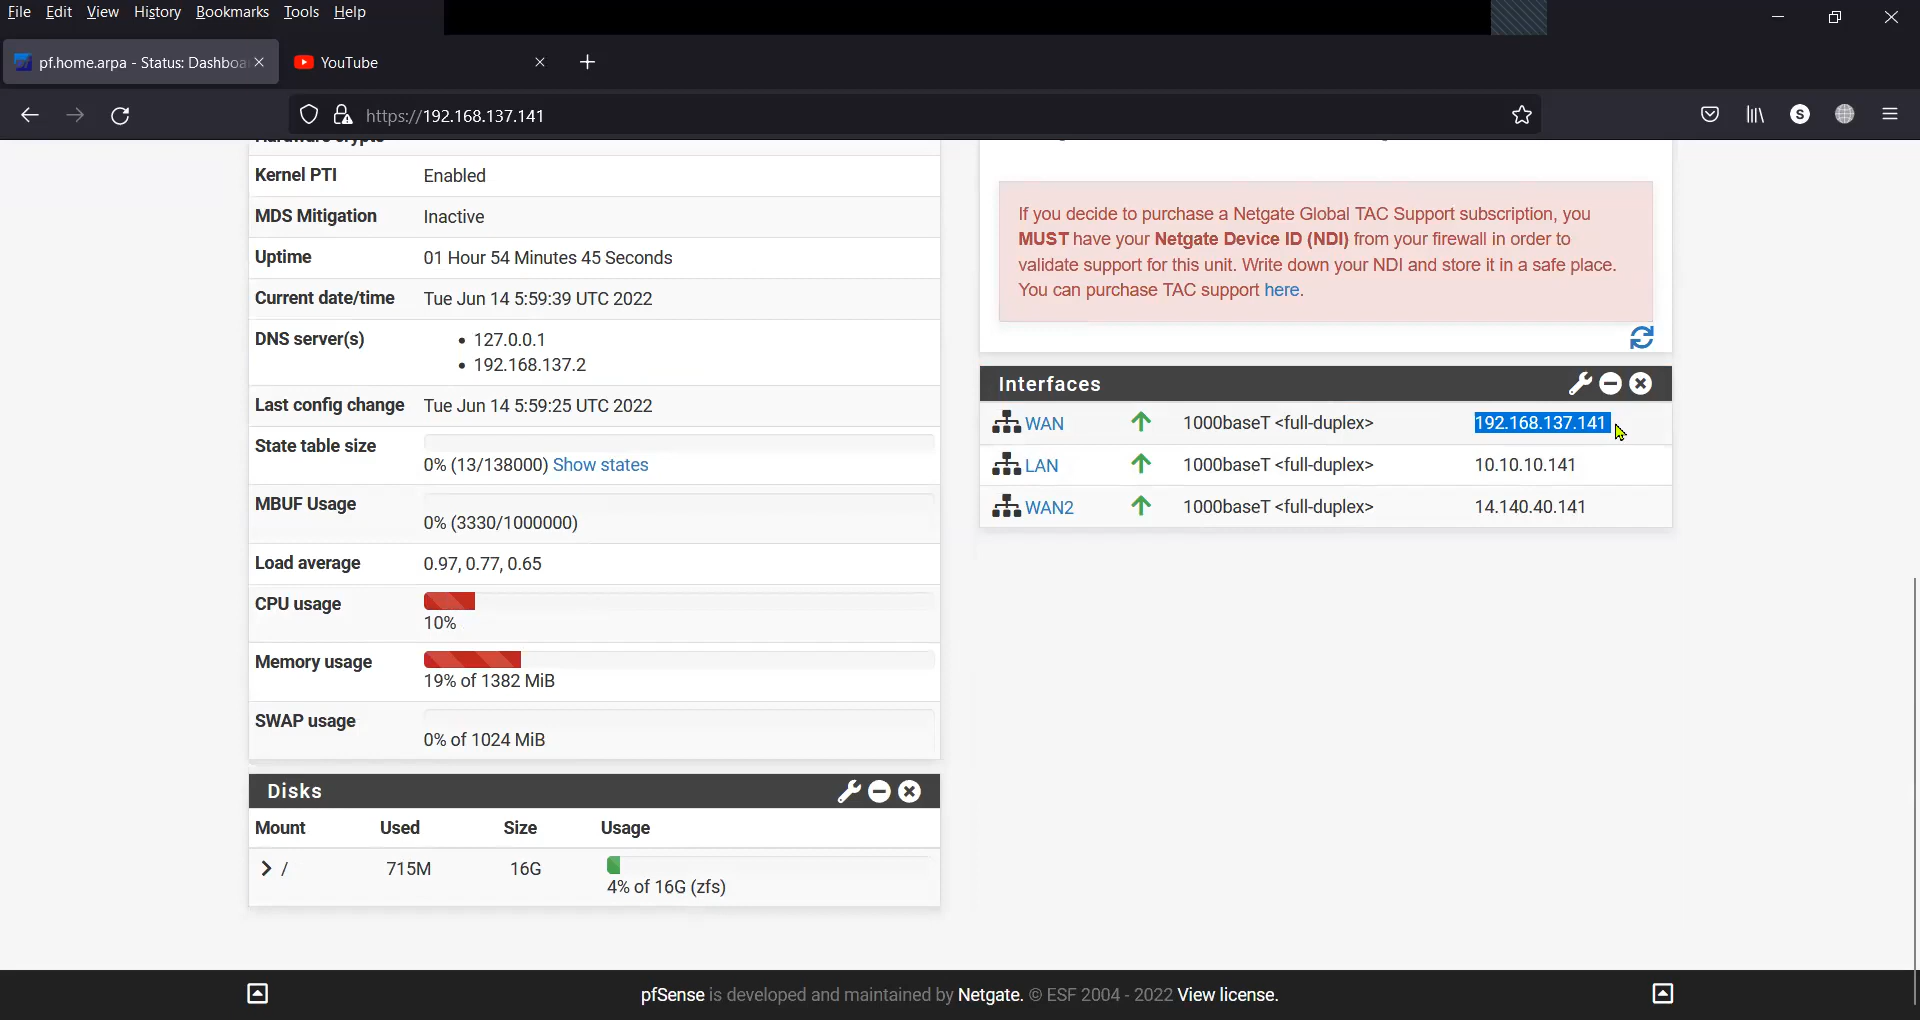 File Edit View History Bookmarks Tools Help
pf.home.arpa - Status: Dashboa
YouTube
https://192.168.137.141
Kernel PTI Enabled
MDS Mitigation Inactive
Uptime 01 Hour 54 Minutes 45 Seconds
Current date/time Tue Jun 14 5:59:39 UTC 2022
DNS server(s)
• 127.0.0.1
• 192.168.137.2
Last config change Tue Jun 14 5:59:25 UTC 2022
State table size
0% (13/138000) Show states
MBUF Usage
0% (3330/1000000)
Load average 0.97, 0.77, 0.65
CPU usage
10%
Memory usage
19% of 1382 MiB
SWAP usage
0% of 1024 MiB
Disks
Mount Used Size Usage
/ 715M 16G
4% of 16G (zfs)
If you decide to purchase a Netgate Global TAC Support subscription, you
MUST have your Netgate Device ID (NDI) from your firewall in order to
validate support for this unit. Write down your NDI and store it in a safe place.
You can purchase TAC support here.
Interfaces
WAN 1000baseT <full-duplex> 192.168.137.141
LAN 1000baseT <full-duplex> 10.10.10.141
WAN2 1000baseT <full-duplex> 14.140.40.141
pfSense is developed and maintained by Netgate. © ESF 2004 - 2022 View license.